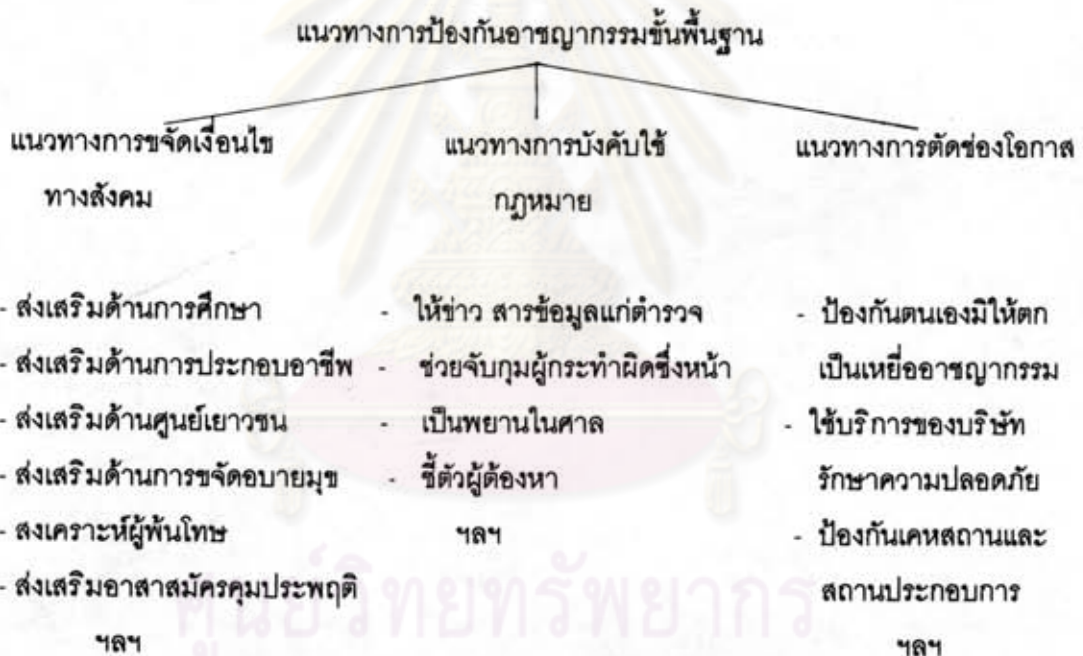 แนวทางการป้องกันอาชญากรรมขั้นพื้นฐาน
แนวทางการขจัดเงื่อนไข
ทางสังคม
- ส่งเสริมด้านการศึกษา
- ส่งเสริมด้านการประกอบอาชีพ
- ส่งเสริมด้านศูนย์เยาวชน
- ส่งเสริมด้านการขจัดอบายมุข
- สงเคราะห์ผู้พ้นโทษ
- ส่งเสริมอาสาสมัครคุมประพฤติ
ฯลฯ
แนวทางการบังคับใช้
กฎหมาย
- ให้ข่าว สารข้อมูลแก่ตำรวจ
- ช่วยจับกุมผู้กระทำผิดซึ่งหน้า
- เป็นพยานในศาล
- ชี้ตัวผู้ต้องหา
ฯลฯ
แนวทางการตัดช่องโอกาส
- ป้องกันตนเองมิให้ตก
เป็นเหยื่ออาชญากรรม
- ใช้บริการของบริษัท
รักษาความปลอดภัย
- ป้องกันเคหสถานและ
สถานประกอบการ
ฯลฯ
ศูนย์วิทยทรัพยากร